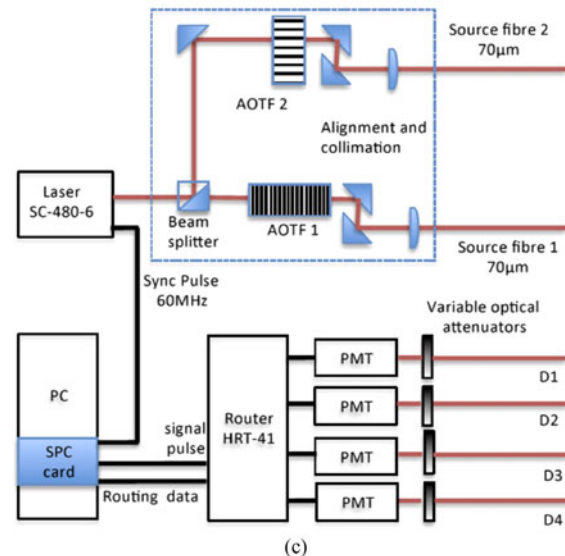 Source fibre 2
70μm
AOTF 2
Alignment and
collimation
Laser
SC-480-6
Beam
splitter
AOTF 1
Source fibre 1
70μm
Sync Pulse
60MHz
Variable optical
attenuators
PMT
D1
PC
Router
HRT-41
PMT
D2
signal
pulse
SPC
card
PMT
D3
Routing data
PMT
D4
(c)